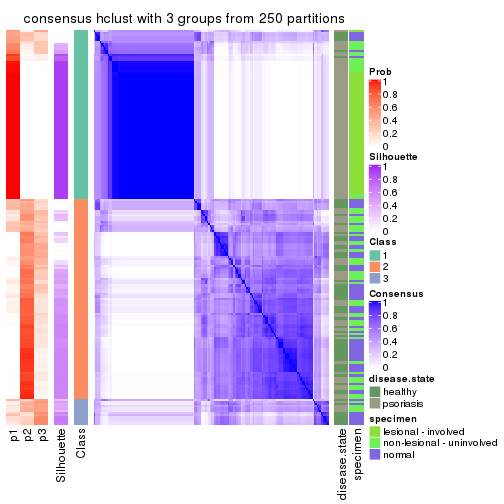 consensus hclust with 3 groups from 250 partitions
Prob
1
0.8
0.6
0.4
0.2
0
Silhouette
1
0.8
0.6
0.4
0.2
0
Class
1
2
3
Consensus
1
0.8
0.6
0.4
0.2
0
disease.state
healthy
psoriasis
specimen
lesional - involved
non-lesional - uninvolved
normal
p1
p2
p3
Silhouette
Class
disease.state
specimen